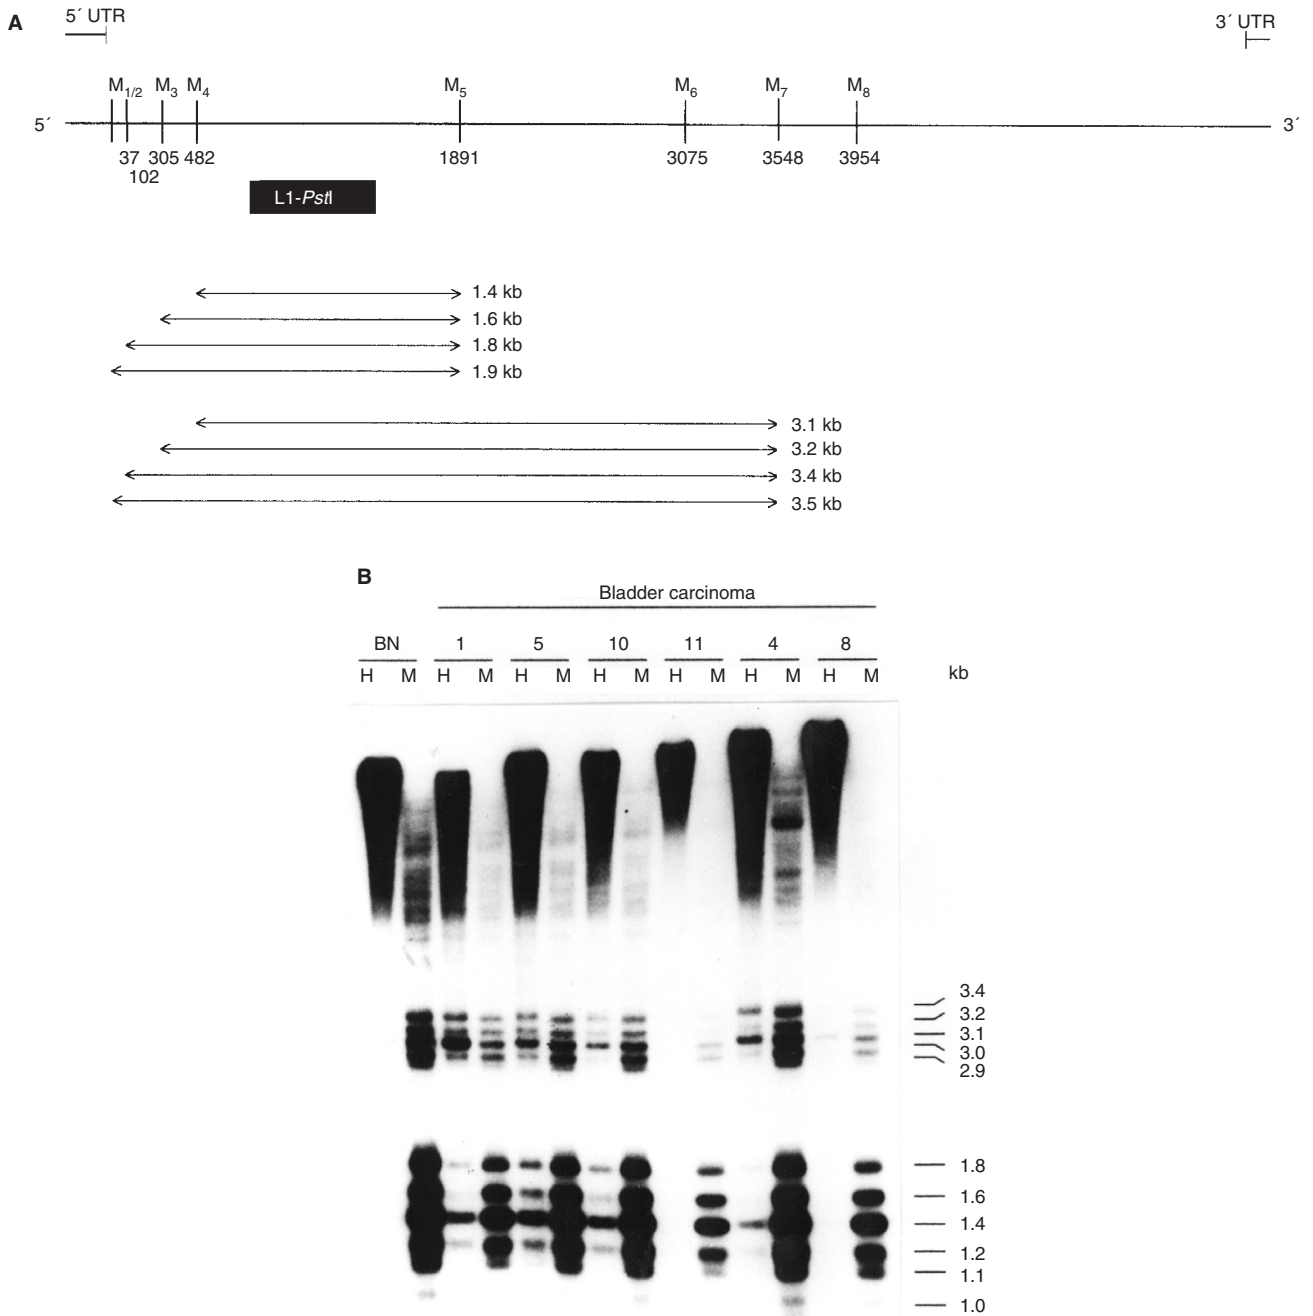 A
5´ UTR
3´ UTR
M1/2 M3 M4 M5 M6 M7 M8
5´ 3´
37 305 482 1891 3075 3548 3954
102
L1-PstI
1.4 kb
1.6 kb
1.8 kb
1.9 kb
3.1 kb
3.2 kb
3.4 kb
3.5 kb
B
Bladder carcinoma
BN 1 5 10 11 4 8
H M H M H M H M H M H M H M kb
3.4
3.2
3.1
3.0
2.9
1.8
1.6
1.4
1.2
1.1
1.0